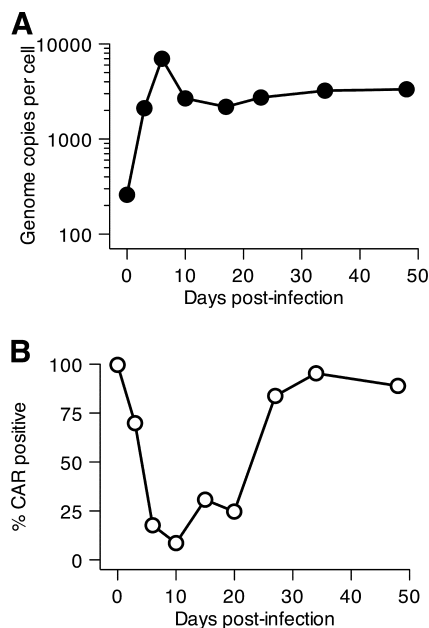 A
Genome copies per cell
10000
1000
100
0 10 20 30 40 50
Days post-infection
B
% CAR positive
100
75
50
25
0
0 10 20 30 40 50
Days post-infection